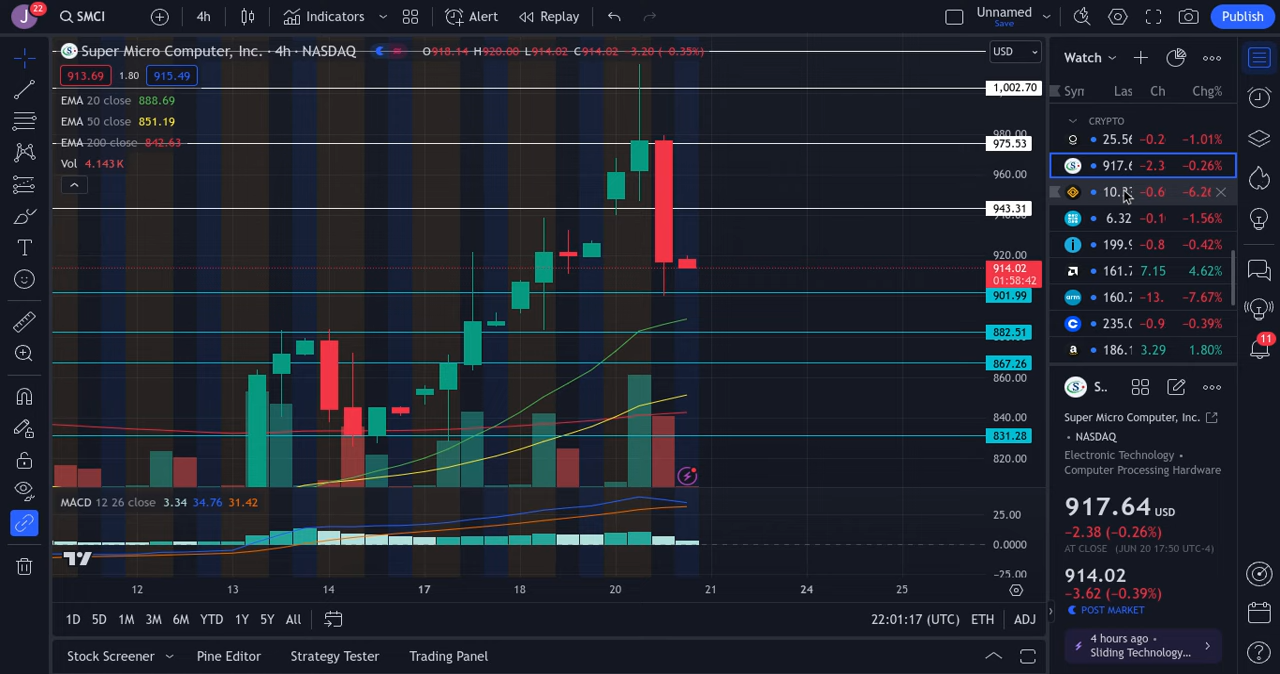 J
22
SMCI
4h
Indicators
Alert
Replay
Unnamed
Save
Publish
Super Micro Computer, Inc. · 4h · NASDAQ
O918.14 H920.00 L914.02 C914.02 −3.20 (−0.35%)
USD
913.69
1.80
915.49
EMA 20 close 888.69
EMA 50 close 851.19
EMA 200 close 842.63
Vol 4.143 K
1,002.70
980.00
975.53
960.00
943.31
920.00
914.02
01:58:42
901.99
882.51
867.26
860.00
840.00
831.28
820.00
MACD 12 26 close 3.34 34.76 31.42
25.00
0.0000
−25.00
12
13
14
17
18
20
21
24
25
1D
5D
1M
3M
6M
YTD
1Y
5Y
All
22:01:17 (UTC)
ETH
ADJ
Stock Screener
Pine Editor
Strategy Tester
Trading Panel
Watch
Syn
Las
Ch
Chg%
CRYPTO
25.56 −0.2 −1.01%
917.6 −2.3 −0.26%
10. −0.6 −6.26
6.32 −0.1 −1.56%
199.9 −0.8 −0.42%
161.7 7.15 4.62%
arm 160.7 −13. −7.67%
235.0 −0.9 −0.39%
a 186.1 3.29 1.80%
S..
Super Micro Computer, Inc.
• NASDAQ
Electronic Technology •
Computer Processing Hardware
917.64 USD
−2.38 (−0.26%)
AT CLOSE (JUN 20 17:50 UTC-4)
914.02
−3.62 (−0.39%)
POST MARKET
4 hours ago •
Sliding Technology...
11